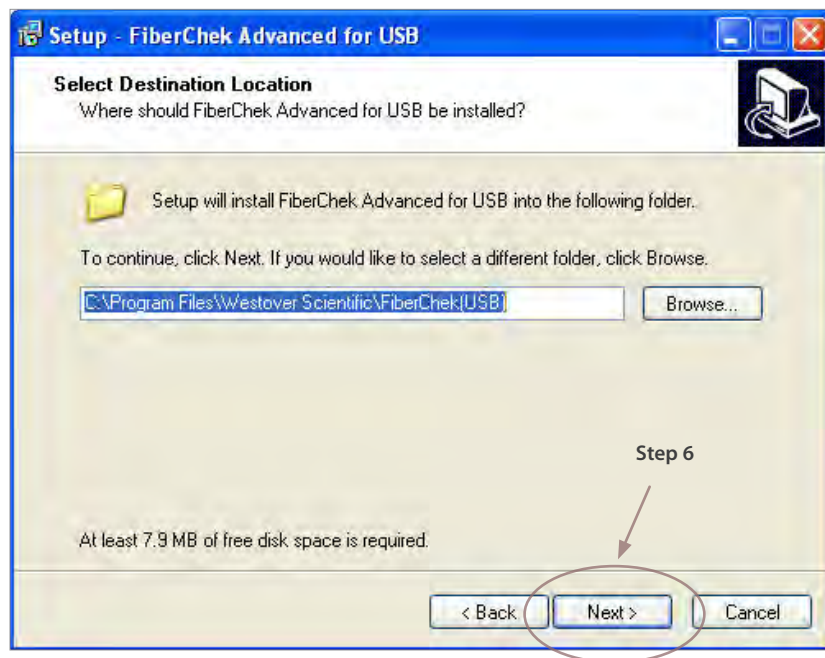 Setup - FiberChek Advanced for USB
Select Destination Location
Where should FiberChek Advanced for USB be installed?
Setup will install FiberChek Advanced for USB into the following folder.
To continue, click Next. If you would like to select a different folder, click Browse.
C:\Program Files\Westover Scientific\FiberChek(USB)
Browse...
Step 6
At least 7.9 MB of free disk space is required.
< Back
Next >
Cancel